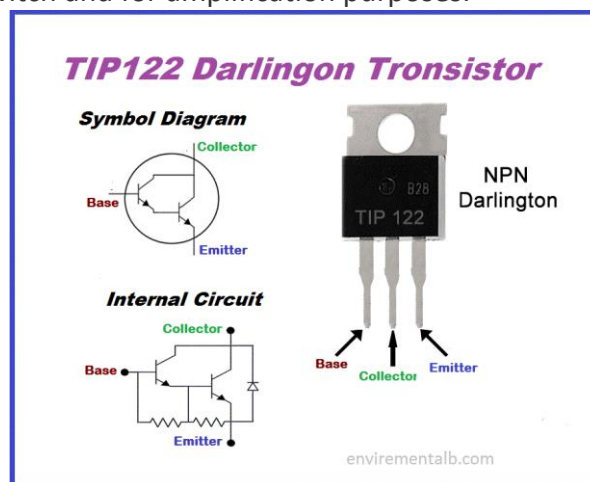 TIP122 Darlingon Tronsistor
Symbol Diagram
Collector
Base
Emitter
Internal Circuit
Collector
Base
Emitter
B28
TIP 122
NPN
Darlington
Base
Collector
Emitter
envirementalb.com